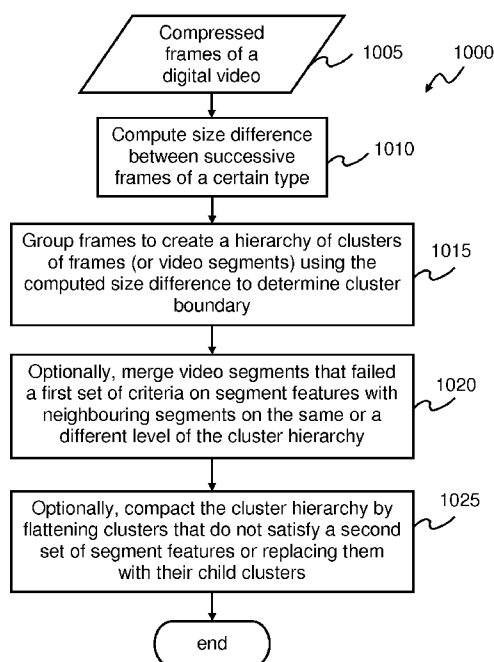 Compressed
frames of a
digital video
1005
1000
Compute size difference
between successive
frames of a certain type
1010
Group frames to create a hierarchy of clusters
of frames (or video segments) using the
computed size difference to determine cluster
boundary
1015
Optionally, merge video segments that failed
a first set of criteria on segment features with
neighbouring segments on the same or a
different level of the cluster hierarchy
1020
Optionally, compact the cluster hierarchy by
flattening clusters that do not satisfy a second
set of segment features or replacing them
with their child clusters
1025
end